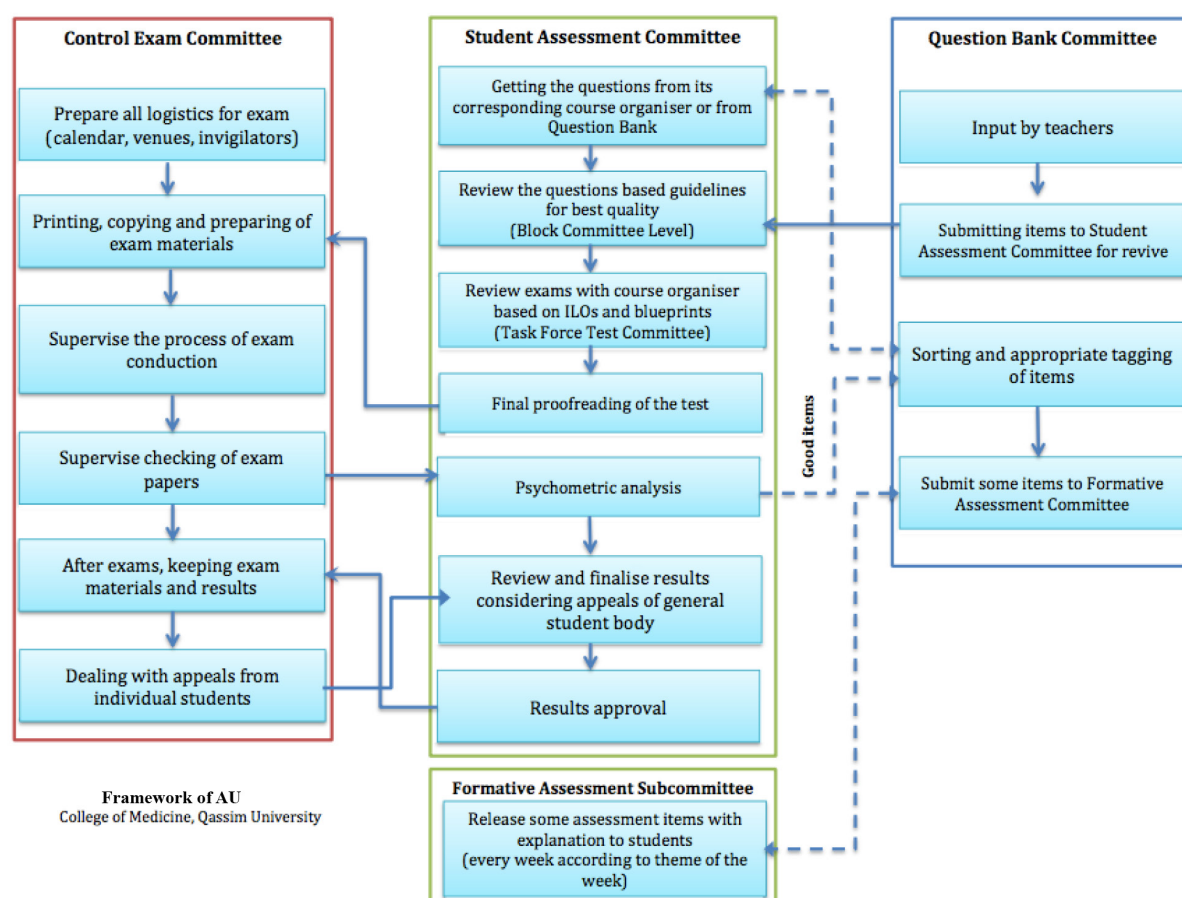 Control Exam Committee
Prepare all logistics for exam
(calendar, venues, invigilators)
Printing, copying and preparing of
exam materials
Supervise the process of exam
conduction
Supervise checking of exam
papers
After exams, keeping exam
materials and results
Dealing with appeals from
individual students
Student Assessment Committee
Getting the questions from its
corresponding course organiser or from
Question Bank
Review the questions based guidelines
for best quality
(Block Committee Level)
Review exams with course organiser
based on ILOs and blueprints
(Task Force Test Committee)
Final proofreading of the test
Psychometric analysis
Review and finalise results
considering appeals of general
student body
Results approval
Good items
Question Bank Committee
Input by teachers
Submitting items to Student
Assessment Committee for revive
Sorting and appropriate tagging
of items
Submit some items to Formative
Assessment Committee
Formative Assessment Subcommittee
Release some assessment items with
explanation to students
(every week according to theme of the
week)
Framework of AU
College of Medicine, Qassim University